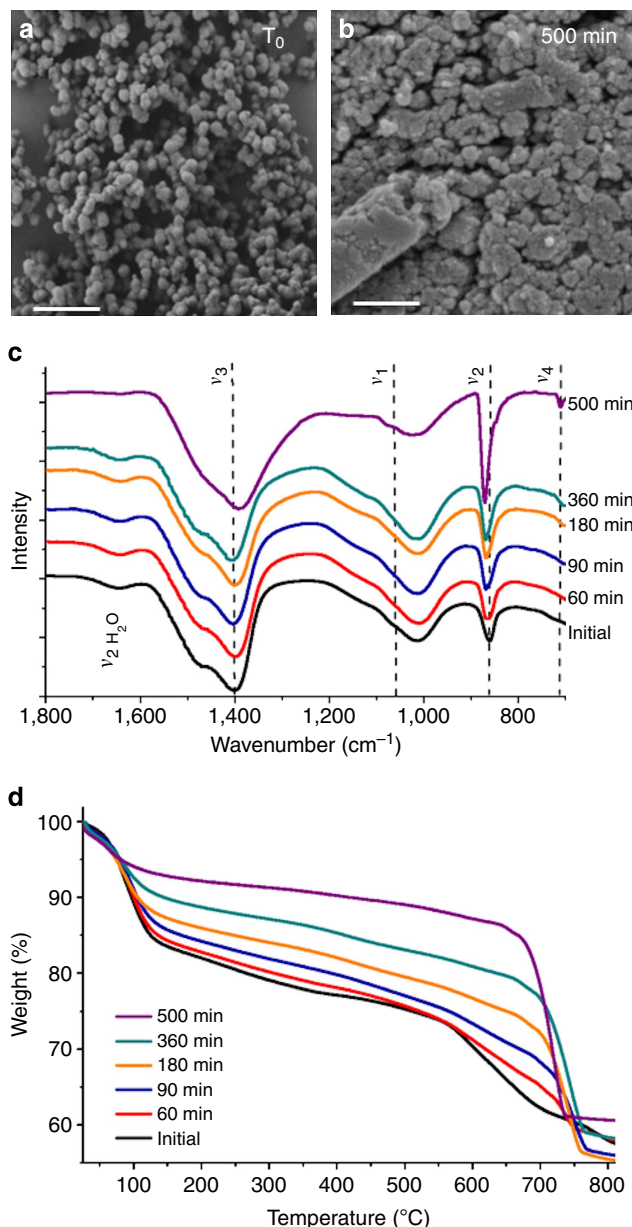 a
T0
b
500 min
c
ν3
ν1
ν2
ν4
500 min
360 min
180 min
90 min
60 min
Initial
ν2 H2O
Intensity
1,800
1,600
1,400
1,200
1,000
800
Wavenumber (cm−1)
d
100
90
80
70
60
Weight (%)
500 min
360 min
180 min
90 min
60 min
Initial
100
200
300
400
500
600
700
800
Temperature (°C)